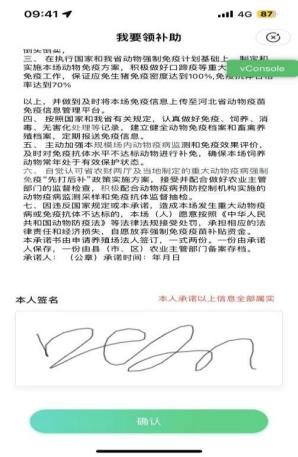 09:41
4G 87
我要领补助
vConsole
三、在执行国家和我省动物强制免疫计划基础上，制定和
实施本场动物免疫方案，积极做好口蹄疫等重大
免疫工作，保证应免生猪免疫密度达到100%,免疫抗体合格
率达到70%
以上，并做到及时将本场免疫信息上传至河北省动物疫苗
免疫信息管理平台。
四、按照国家和我省有关规定，认真做好免疫、饲养、消
毒、无害化处理等记录，建立健全动物免疫档案和畜禽养
殖档案，定期报送免疫信息。
五、主动加强本规模场内动物疫病监测和免疫效果评价，
及时对免疫抗体水平不达标动物进行补免，确保本场饲养
动物常年处于有效保护状态。
六、自觉认可省农财两厅及当地制定的重大动物疫病强制
免疫“先打后补”政策实施方案，接受并配合做好农业主管
部门的监督检查，积极配合动物疫病预防控制机构实施的
动物疫病监测采样和免疫抗体监督抽检。
七、因违反国家规定或本承诺，造成本场发生重大动物疫
病或免疫抗体不达标的，本场（人）愿意按照《中华人民
共和国动物防疫法》等法律法规接受处罚，承担相应的法
律责任和经济损失，自愿放弃强制免疫疫苗补贴资金。
本承诺书由申请养殖场法人签订，一式两份。一份由承诺
人保存，一份由县（市、区）农业主管部门备案存档。
承诺人： （公章）承诺时间：年月日
本人签名
本人承诺以上信息全部属实
确认